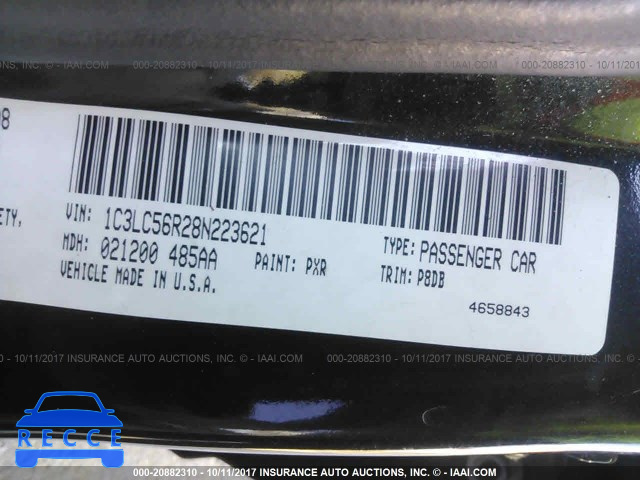 000-20882310 - 10/11/2017 INSURANCE AUTO AUCTIONS, INC. - © IAAI.COM
08
ETY,
VIN: 1C3LC56R28N223621
MDH: 021200 485AA
PAINT: PXR
VEHICLE MADE IN U.S.A.
TYPE: PASSENGER CAR
TRIM: P8DB
4658843
000-20882310 - 10/11/2017 INSURANCE AUTO AUCTIONS, INC. - © IAAI.COM
RECCE
000-20882310 - 10/11/2017 INSURANCE AUTO AUCTIONS, INC. - © IAAI.COM